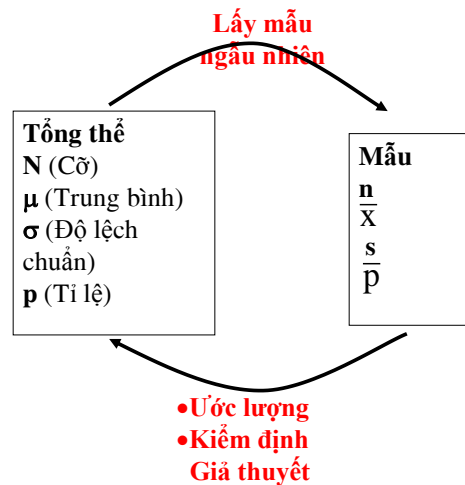 Lấy mẫu
ngẫu nhiên
Tổng thể
N (Cỡ)
μ (Trung bình)
σ (Độ lệch
chuẩn)
p (Tỉ lệ)
Mẫu
n
x̅
s
p̅
•Ước lượng
•Kiểm định
Giả thuyết